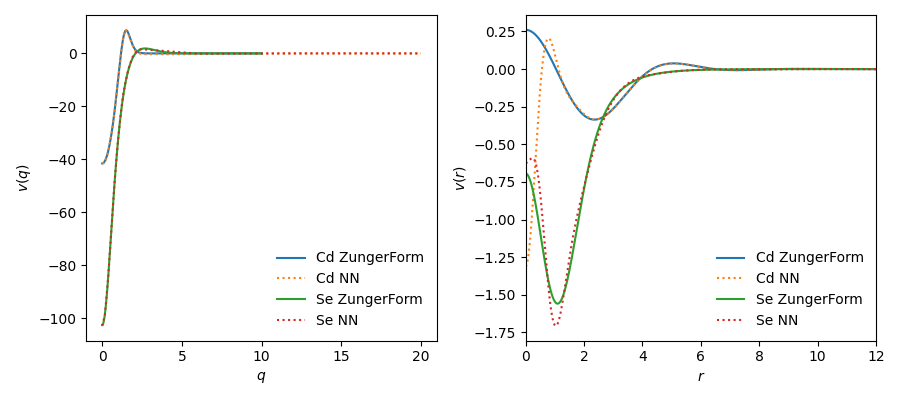 0
−20
−40
−60
−80
−100
v(q)
0
5
10
15
20
q
Cd ZungerForm
Cd NN
Se ZungerForm
Se NN
0.25
0.00
−0.25
−0.50
−0.75
−1.00
−1.25
−1.50
−1.75
v(r)
0
2
4
6
8
10
12
r
Cd ZungerForm
Cd NN
Se ZungerForm
Se NN